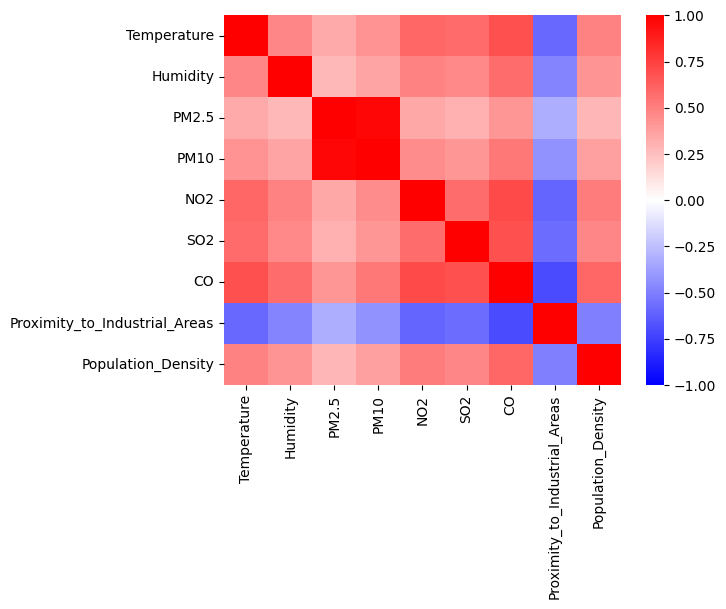 Temperature
Humidity
PM2.5
PM10
NO2
SO2
CO
Proximity_to_Industrial_Areas
Population_Density
Temperature
Humidity
PM2.5
PM10
NO2
SO2
CO
Proximity_to_Industrial_Areas
Population_Density
1.00
0.75
0.50
0.25
0.00
−0.25
−0.50
−0.75
−1.00